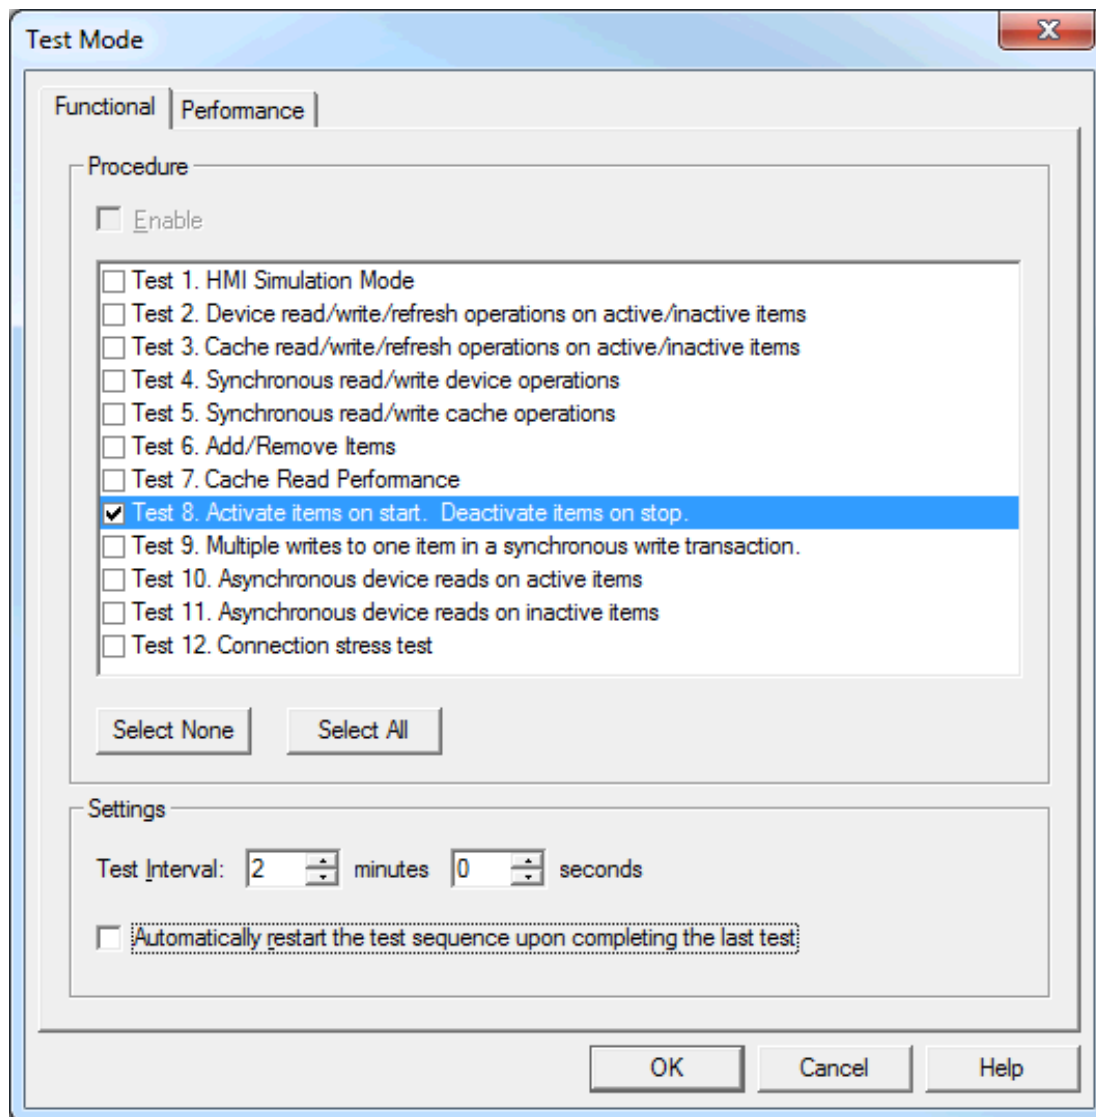 Test Mode
Functional
Performance
Procedure
Enable
Test 1. HMI Simulation Mode
Test 2. Device read/write/refresh operations on active/inactive items
Test 3. Cache read/write/refresh operations on active/inactive items
Test 4. Synchronous read/write device operations
Test 5. Synchronous read/write cache operations
Test 6. Add/Remove Items
Test 7. Cache Read Performance
Test 8. Activate items on start.  Deactivate items on stop.
Test 9. Multiple writes to one item in a synchronous write transaction.
Test 10. Asynchronous device reads on active items
Test 11. Asynchronous device reads on inactive items
Test 12. Connection stress test
Select None
Select All
Settings
Test Interval: 2 minutes 0 seconds
Automatically restart the test sequence upon completing the last test
OK
Cancel
Help